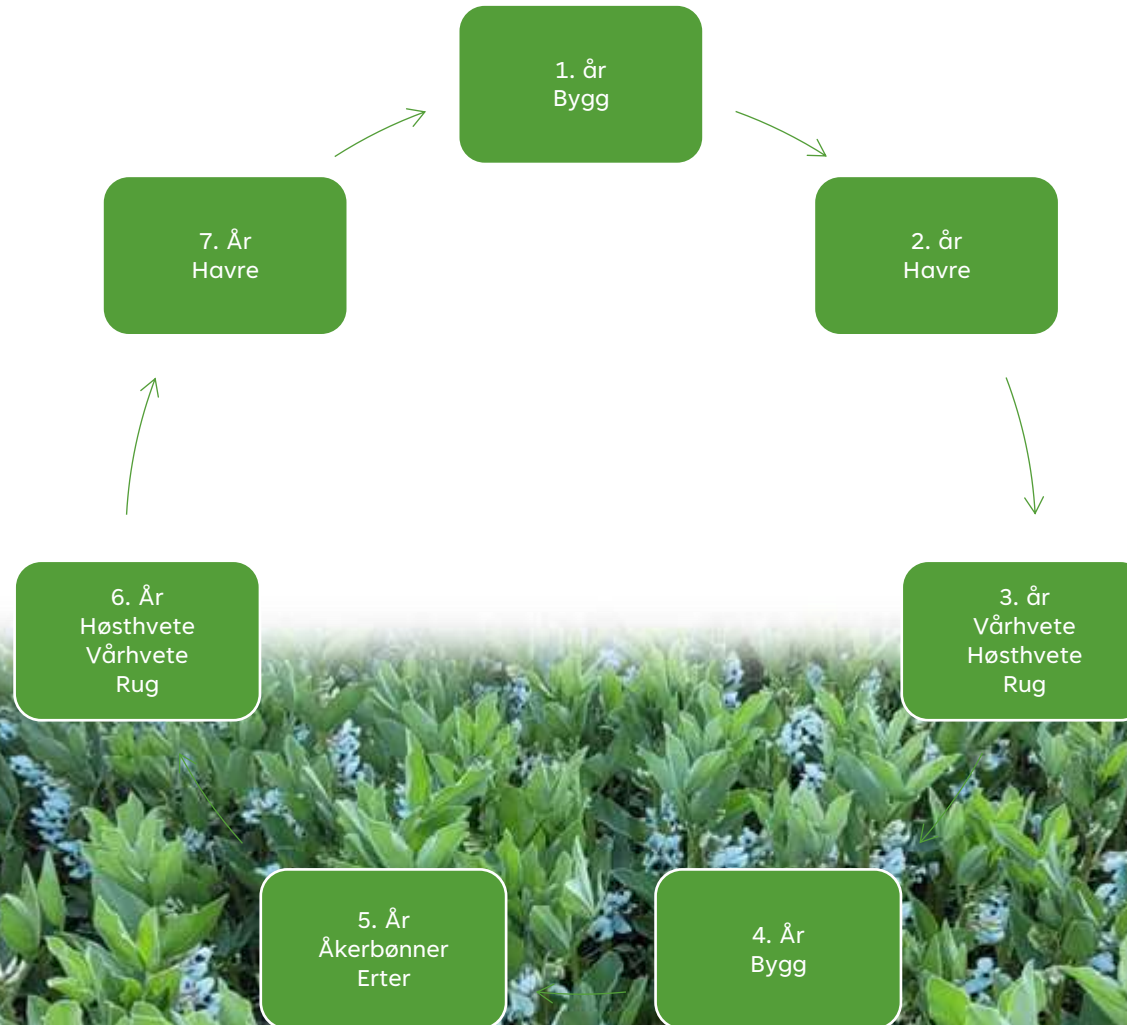 1. år
Bygg
2. år
Havre
3. år
Vårhvete
Høsthvete
Rug
4. År
Bygg
5. År
Åkerbønner
Erter
6. År
Høsthvete
Vårhvete
Rug
7. År
Havre